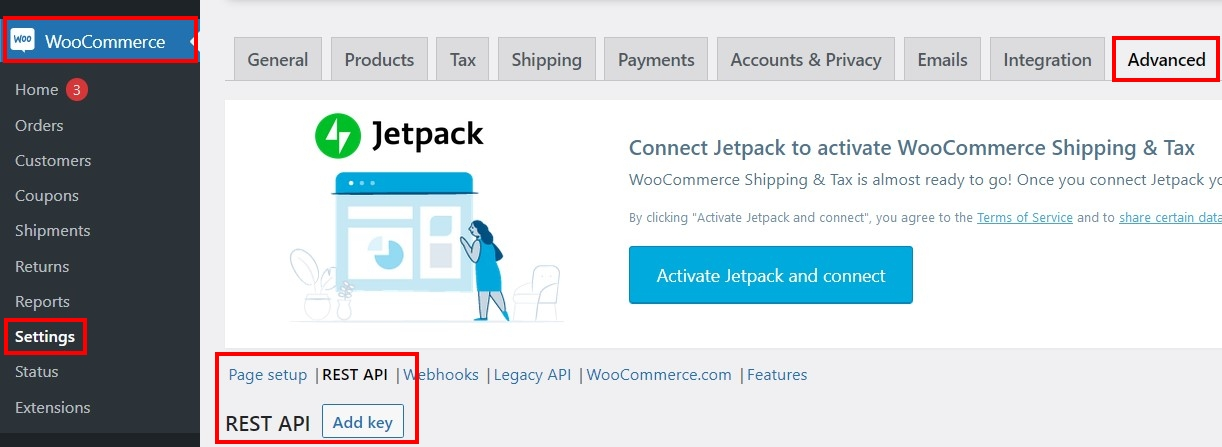 Woo
WooCommerce
Home 3
Orders
Customers
Coupons
Shipments
Returns
Reports
Settings
Status
Extensions
General Products Tax Shipping Payments Accounts & Privacy Emails Integration Advanced
Jetpack
Connect Jetpack to activate WooCommerce Shipping & Tax
WooCommerce Shipping & Tax is almost ready to go! Once you connect Jetpack yo
By clicking "Activate Jetpack and connect", you agree to the Terms of Service and to share certain data
Activate Jetpack and connect
Page setup | REST API | Webhooks | Legacy API | WooCommerce.com | Features
REST API Add key